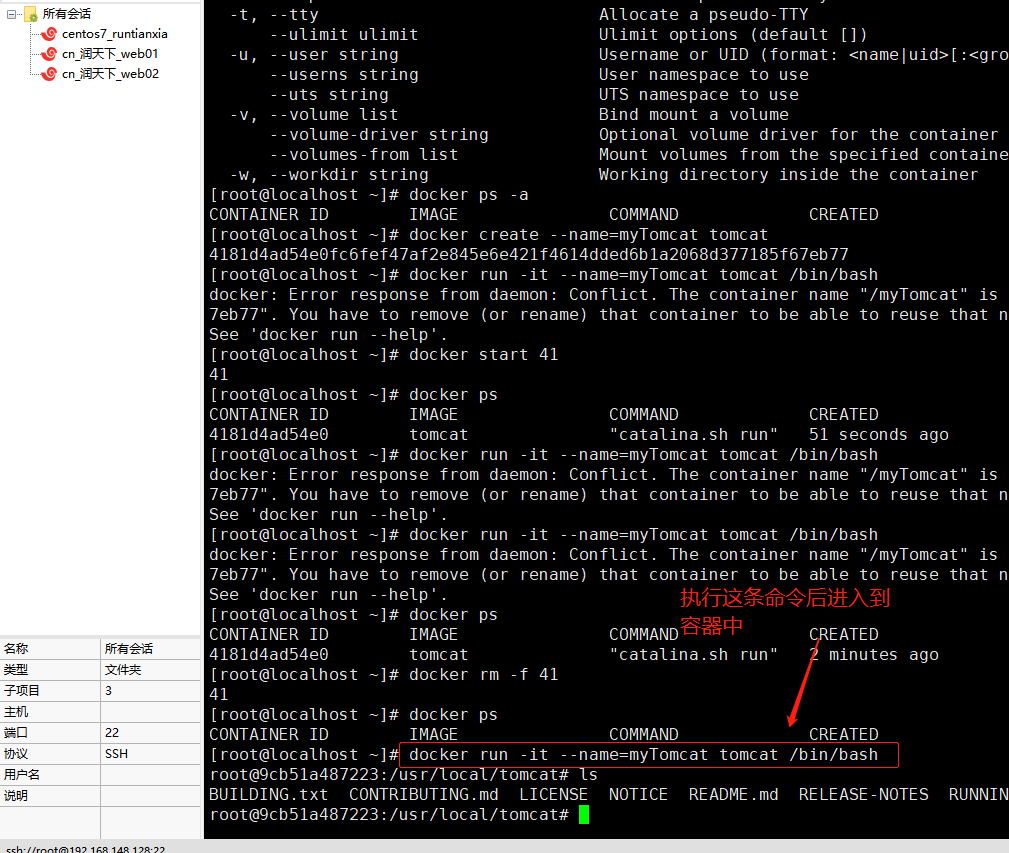 所有会话
centos7_runtianxia
cn_润天下_web01
cn_润天下_web02
名称 所有会话
类型 文件夹
子项目 3
主机
端口 22
协议 SSH
用户名
说明
ssh://root@192.168.148.128:22
-t, --tty Allocate a pseudo-TTY
--ulimit ulimit Ulimit options (default [])
-u, --user string Username or UID (format: <name|uid>[:<gro
--userns string User namespace to use
--uts string UTS namespace to use
-v, --volume list Bind mount a volume
--volume-driver string Optional volume driver for the container
--volumes-from list Mount volumes from the specified containe
-w, --workdir string Working directory inside the container
[root@localhost ~]# docker ps -a
CONTAINER ID IMAGE COMMAND CREATED
[root@localhost ~]# docker create --name=myTomcat tomcat
4181d4ad54e0fc6fef47af2e845e6e421f4614dded6b1a2068d377185f67eb77
[root@localhost ~]# docker run -it --name=myTomcat tomcat /bin/bash
docker: Error response from daemon: Conflict. The container name "/myTomcat" is
7eb77". You have to remove (or rename) that container to be able to reuse that n
See 'docker run --help'.
[root@localhost ~]# docker start 41
41
[root@localhost ~]# docker ps
CONTAINER ID IMAGE COMMAND CREATED
4181d4ad54e0 tomcat "catalina.sh run" 51 seconds ago
[root@localhost ~]# docker run -it --name=myTomcat tomcat /bin/bash
docker: Error response from daemon: Conflict. The container name "/myTomcat" is
7eb77". You have to remove (or rename) that container to be able to reuse that n
See 'docker run --help'.
[root@localhost ~]# docker run -it --name=myTomcat tomcat /bin/bash
docker: Error response from daemon: Conflict. The container name "/myTomcat" is
7eb77". You have to remove (or rename) that container to be able to reuse that n
See 'docker run --help'.
执行这条命令后进入到
容器中
[root@localhost ~]# docker ps
CONTAINER ID IMAGE COMMAND CREATED
4181d4ad54e0 tomcat "catalina.sh run" 2 minutes ago
[root@localhost ~]# docker rm -f 41
41
[root@localhost ~]# docker ps
CONTAINER ID IMAGE COMMAND CREATED
[root@localhost ~]# docker run -it --name=myTomcat tomcat /bin/bash
root@9cb51a487223:/usr/local/tomcat# ls
BUILDING.txt CONTRIBUTING.md LICENSE NOTICE README.md RELEASE-NOTES RUNNIN
root@9cb51a487223:/usr/local/tomcat#